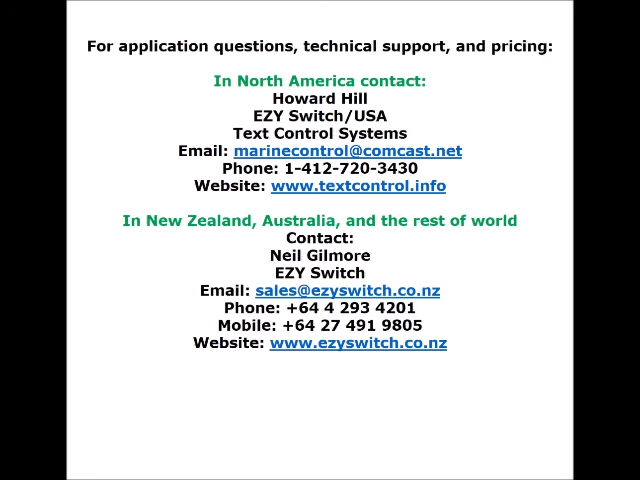 For application questions, technical support, and pricing:
In North America contact:
Howard Hill
EZY Switch/USA
Text Control Systems
Email: marinecontrol@comcast.net
Phone: 1-412-720-3430
Website: www.textcontrol.info
In New Zealand, Australia, and the rest of world
Contact:
Neil Gilmore
EZY Switch
Email: sales@ezyswitch.co.nz
Phone: +64 4 293 4201
Mobile: +64 27 491 9805
Website: www.ezyswitch.co.nz